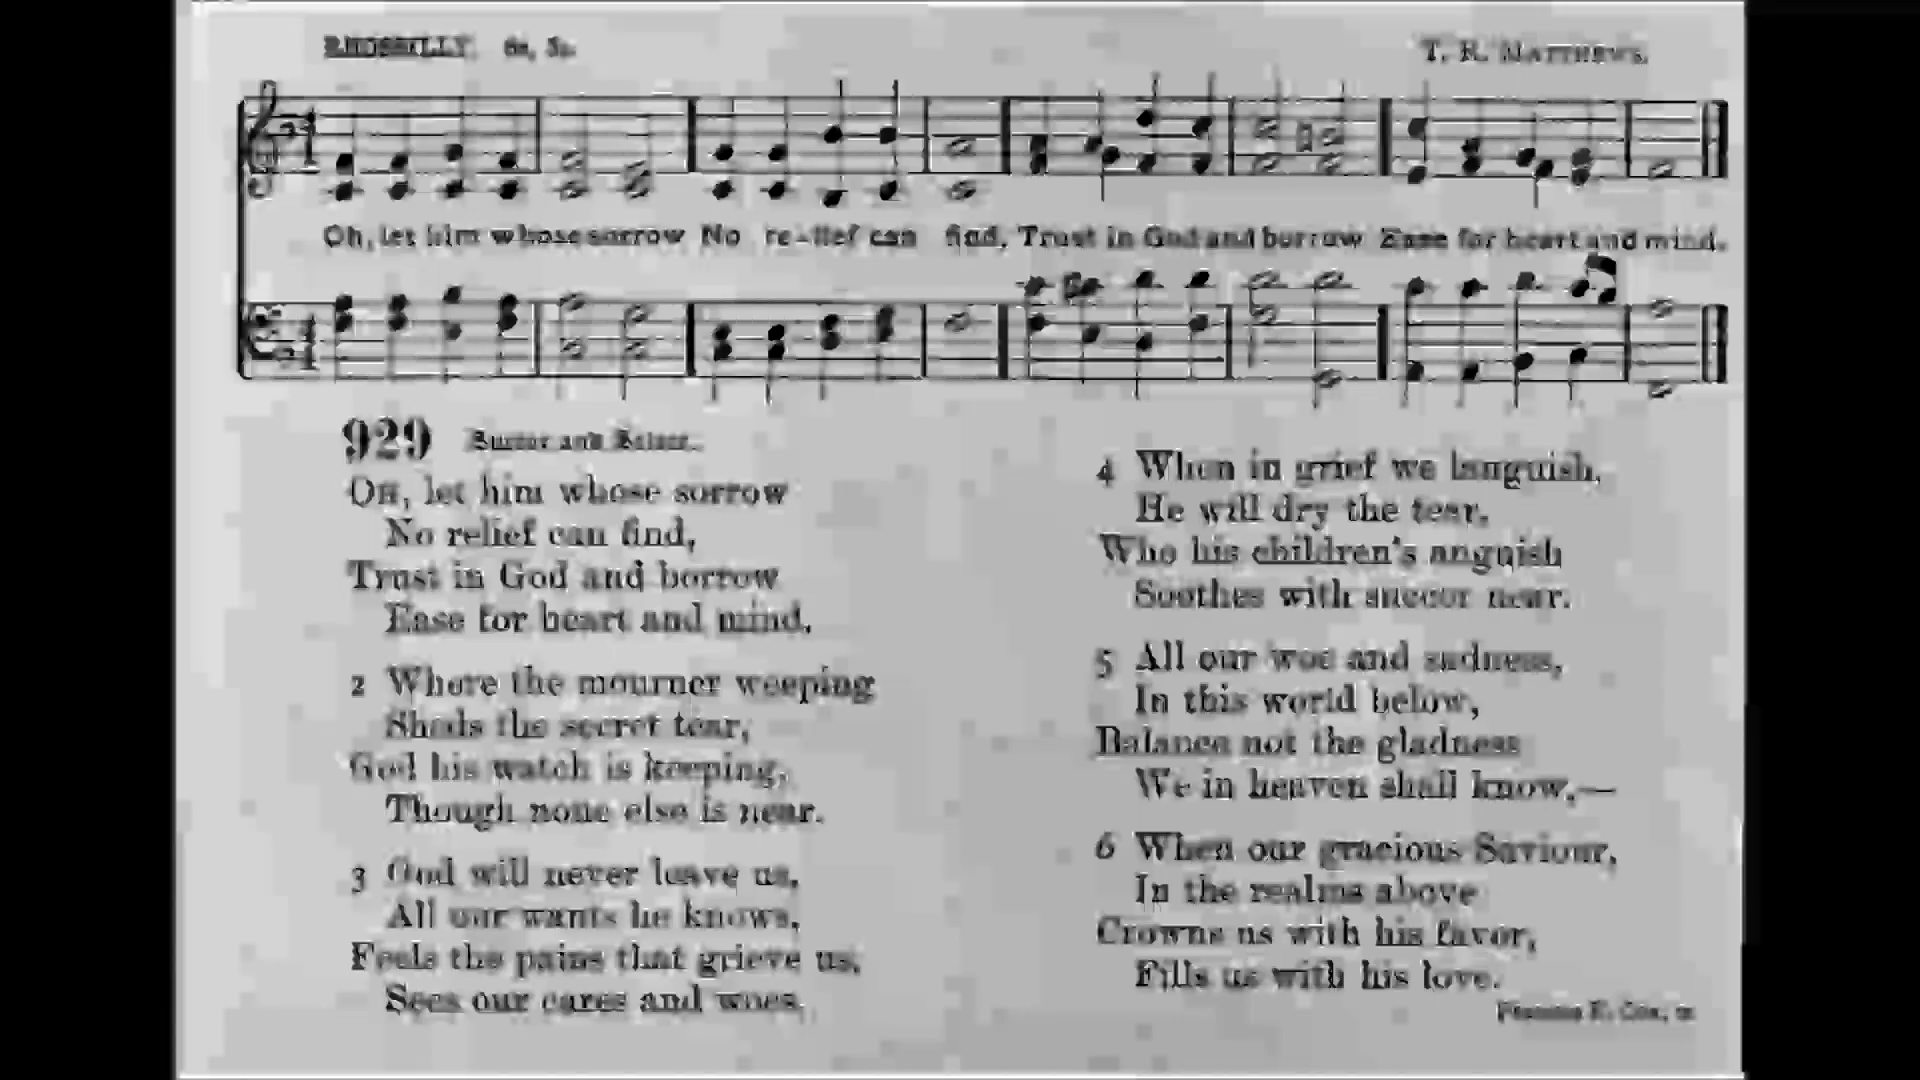 T. R. MATTHEWS.
Oh, let him whose sorrow No re-lief can find, Trust in God and borrow Ease for heart and mind.
929
OH, let him whose sorrow
No relief can find,
Trust in God and borrow
Ease for heart and mind.
2 Where the mourner weeping
Sheds the secret tear,
God his watch is keeping,
Though none else is near.
3 God will never leave us,
All our wants he knows,
Feels the pains that grieve us,
Sees our cares and woes.
4 When in grief we languish,
He will dry the tear,
Who his children's anguish
Soothes with succor near.
5 All our woe and sadness,
In this world below,
Balance not the gladness
We in heaven shall know,—
6 When our gracious Saviour,
In the realms above
Crowns us with his favor,
Fills us with his love.
Frances E. Cox, tr.